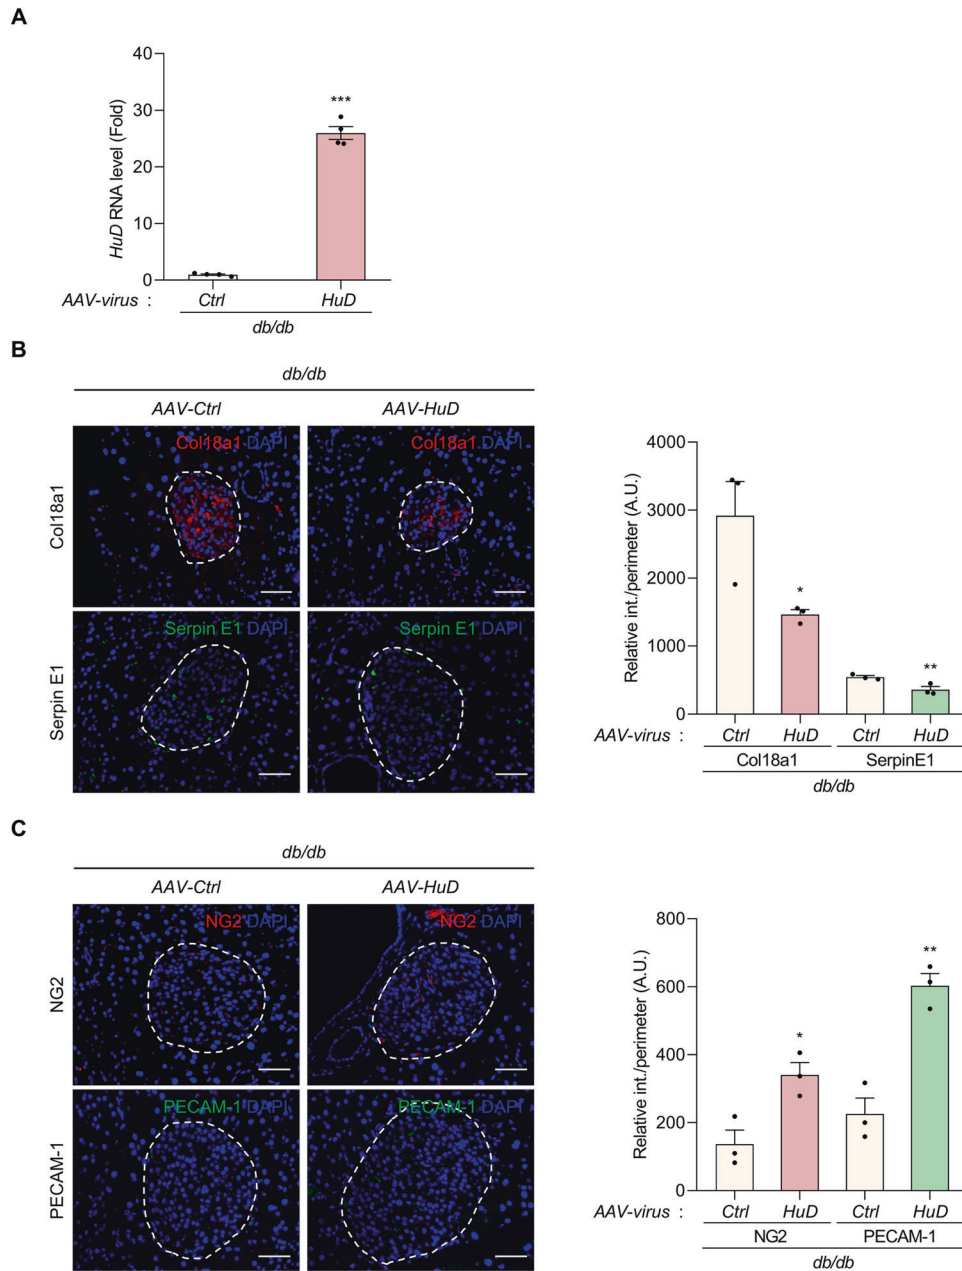 A
40
30
20
10
0
HuD RNA level (Fold)
***
AAV-virus : Ctrl HuD
db/db
B
db/db
AAV-Ctrl AAV-HuD
Col18a1
Col18a1 DAPI
Col18a1 DAPI
Serpin E1
Serpin E1 DAPI
Serpin E1 DAPI
4000
3000
2000
1000
0
Relative int./perimeter (A.U.)
*
**
AAV-virus : Ctrl HuD Ctrl HuD
Col18a1 SerpinE1
db/db
C
db/db
AAV-Ctrl AAV-HuD
NG2
NG2 DAPI
NG2 DAPI
PECAM-1
PECAM-1 DAPI
PECAM-1 DAPI
800
600
400
200
0
Relative int./perimeter (A.U.)
*
**
AAV-virus : Ctrl HuD Ctrl HuD
NG2 PECAM-1
db/db